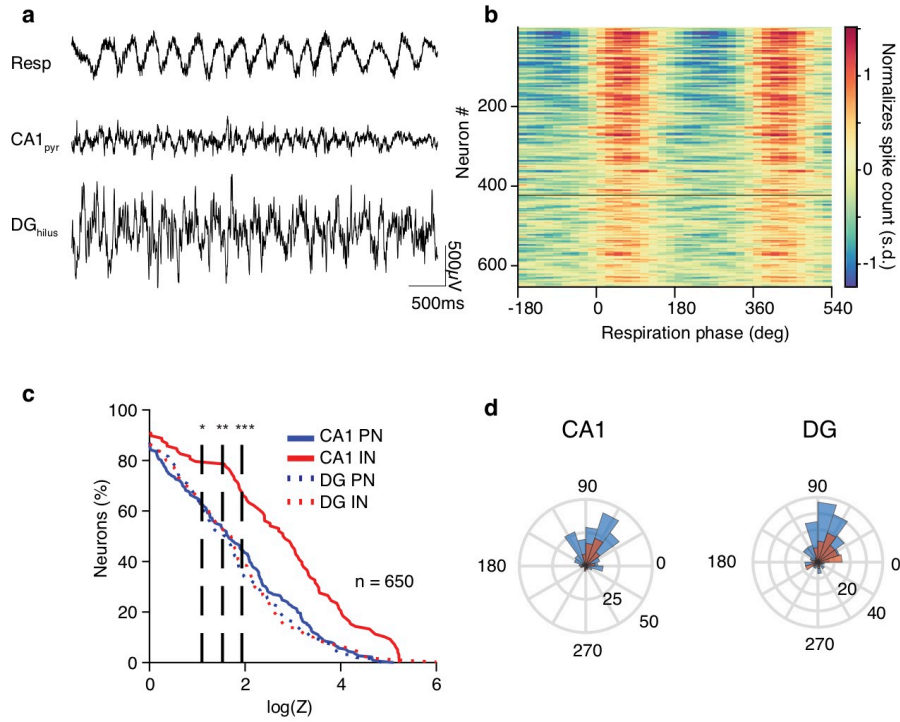 a
Resp
CA1pyr
DGhilus
500µV
500ms
b
Neuron #
200
400
600
-180
0
180
360
540
Respiration phase (deg)
1
0
-1
Normalizes spike count (s.d.)
c
Neurons (%)
100
80
60
40
20
0
* ** ***
CA1 PN
CA1 IN
DG PN
DG IN
n = 650
0
2
4
6
log(Z)
d
CA1
90
180
0
25
50
270
DG
90
180
0
20
40
270